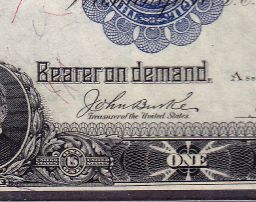 Bearer on demand.
John Burke
Treasurer of the United States.
ONE